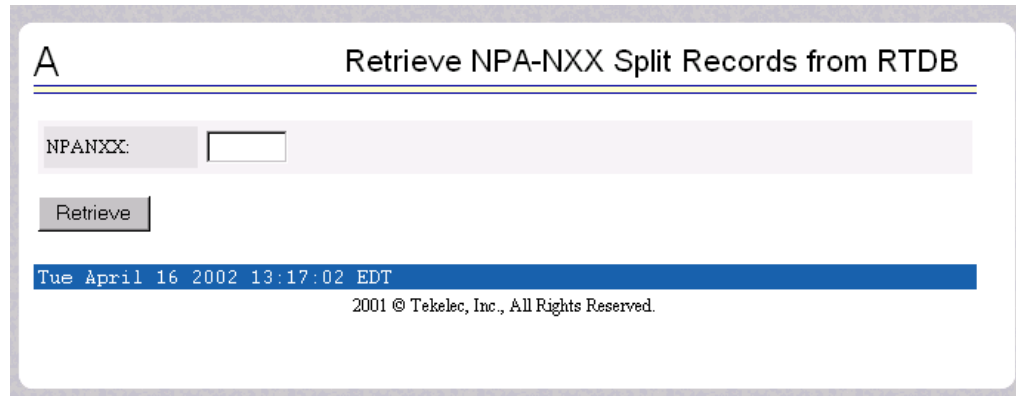 A
Retrieve NPA-NXX Split Records from RTDB
NPANXX:
Retrieve
Tue April 16 2002 13:17:02 EDT
2001 © Tekelec, Inc., All Rights Reserved.